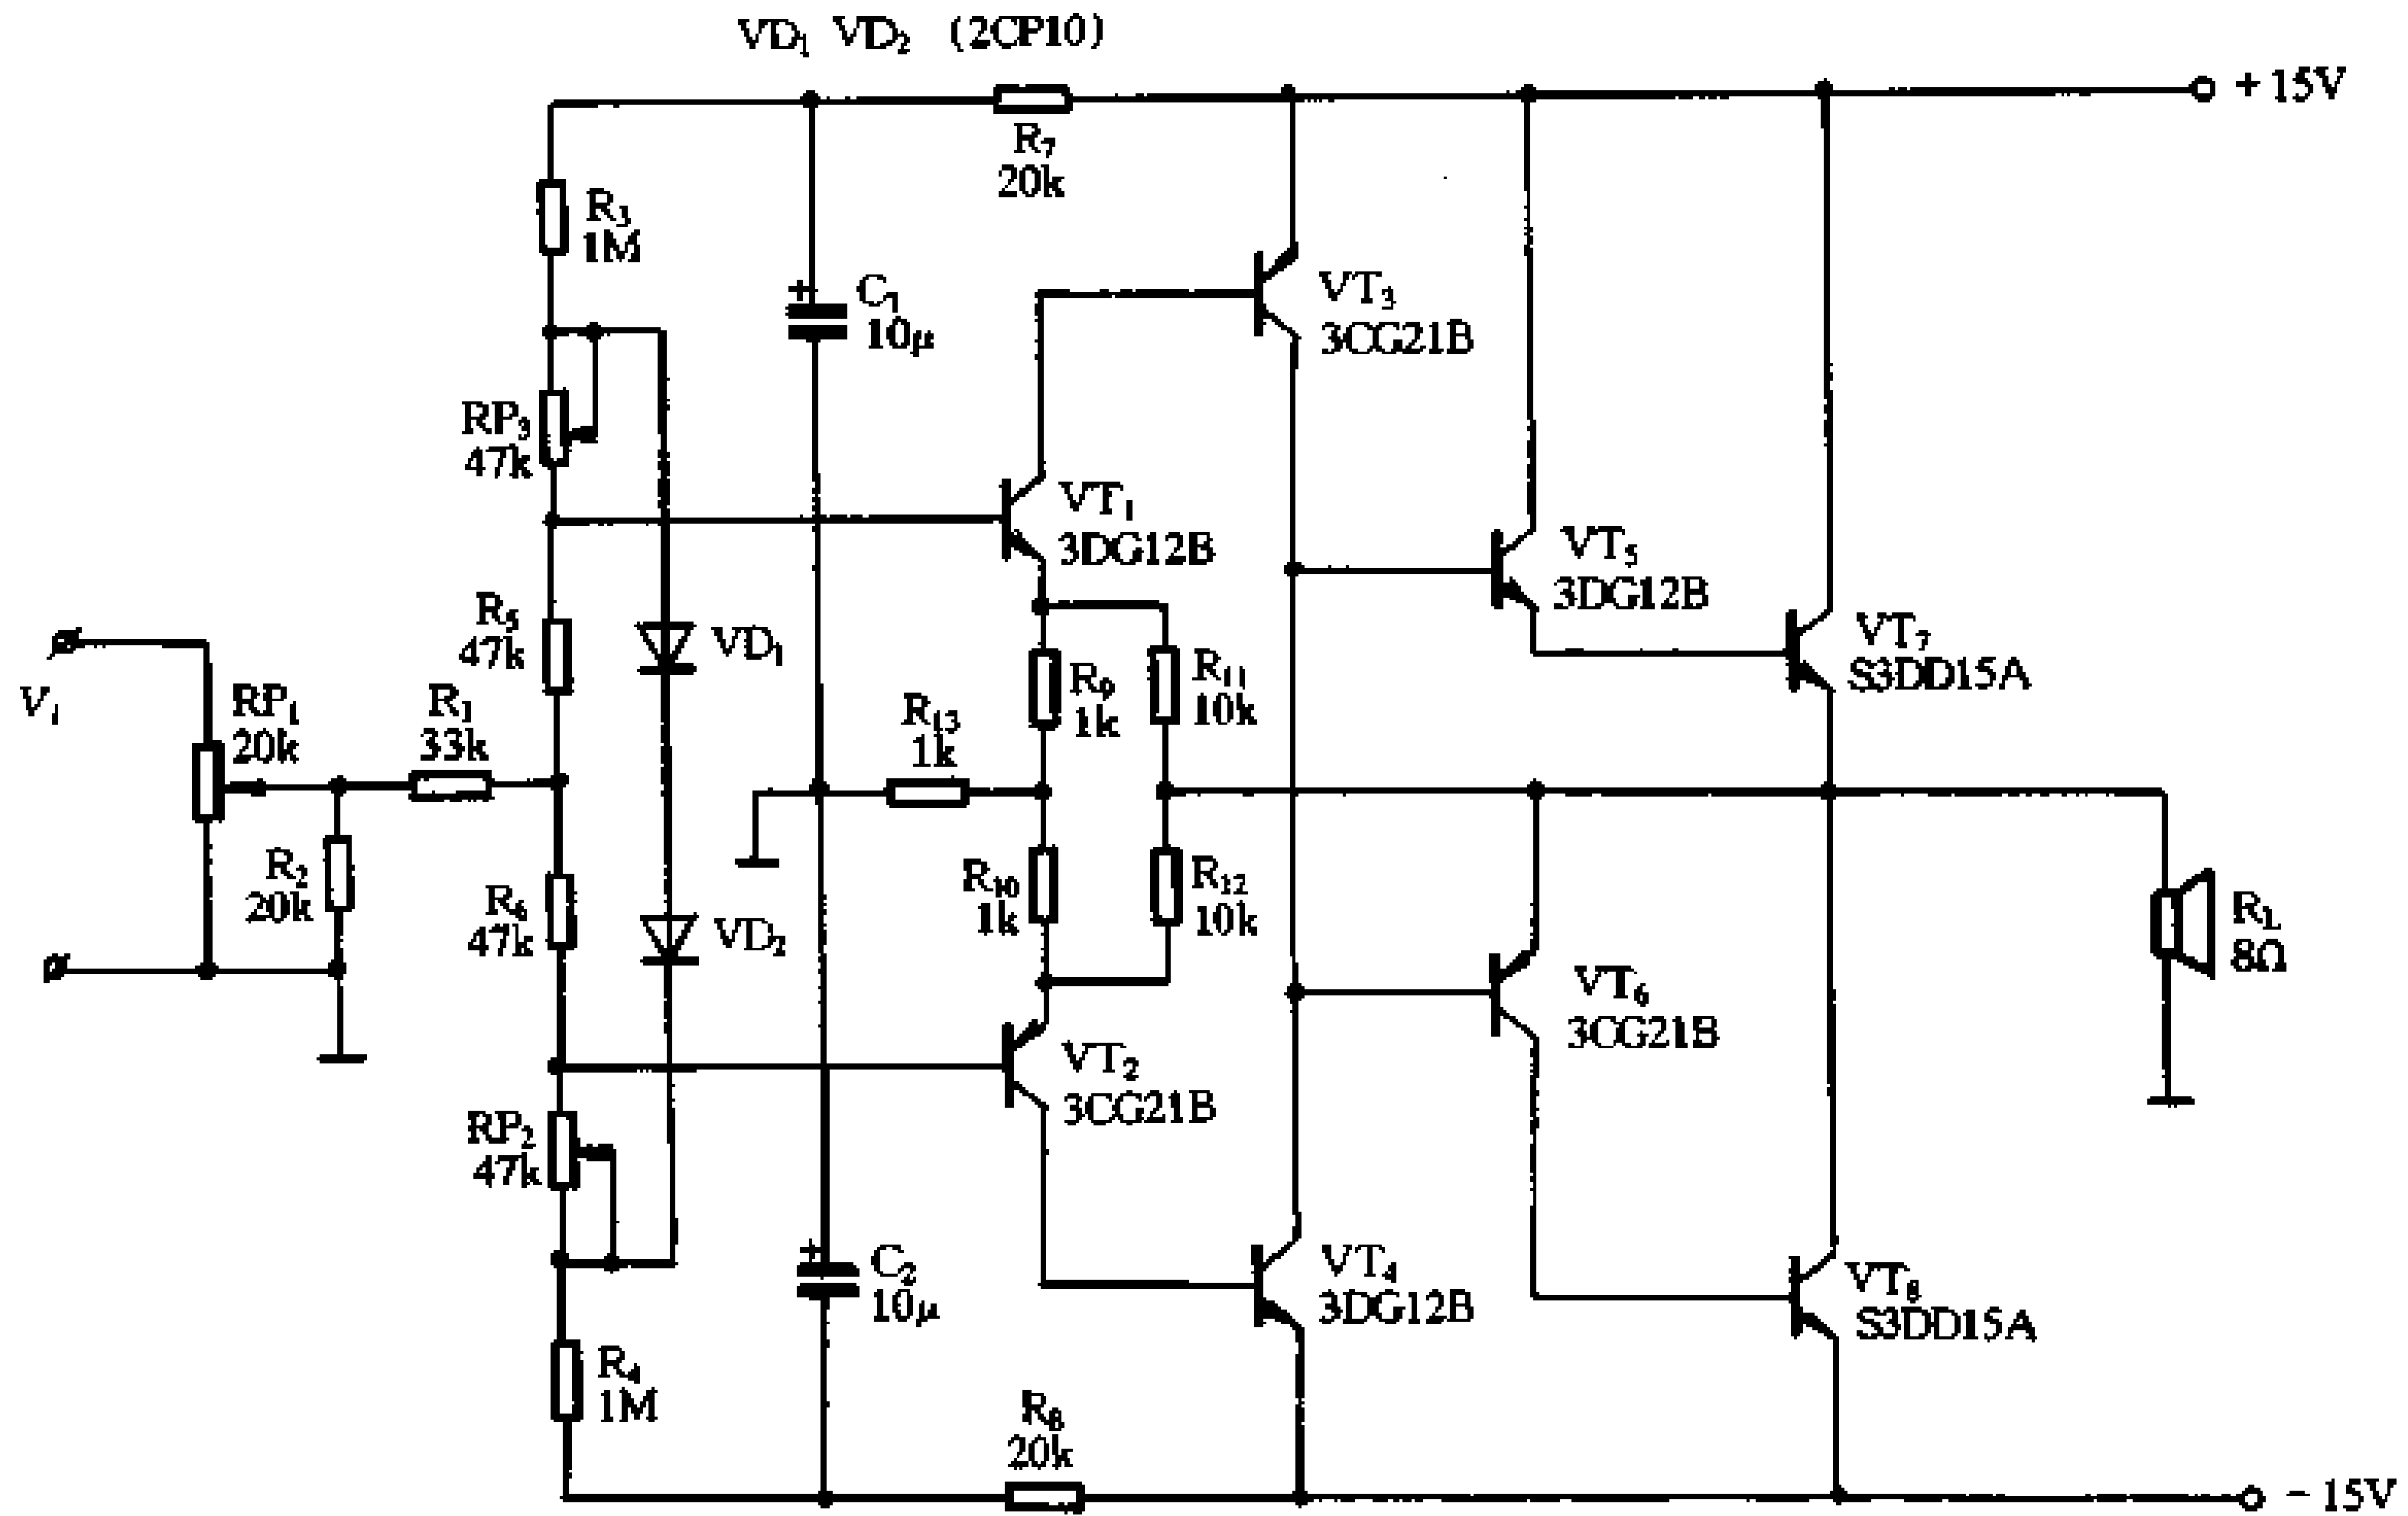 VD₁ VD₂ (2CP10)
+15V
R₇
20k
R₃
1M
C₁
10μ
VT₃
3CG21B
RP₃
47k
VT₁
3DG12B
VT₅
3DG12B
R₅
47k
VD₁
VT₇
S3DD15A
Vᵢ
RP₁
20k
R₁
33k
R₁₃
1k
R₉
1k
R₁₁
10k
R₂
20k
R₆
47k
VD₂
R₁₀
1k
R₁₂
10k
R_L
8Ω
VT₆
3CG21B
VT₂
3CG21B
RP₂
47k
C₂
10μ
VT₄
3DG12B
VT₈
S3DD15A
R₄
1M
R₈
20k
−15V